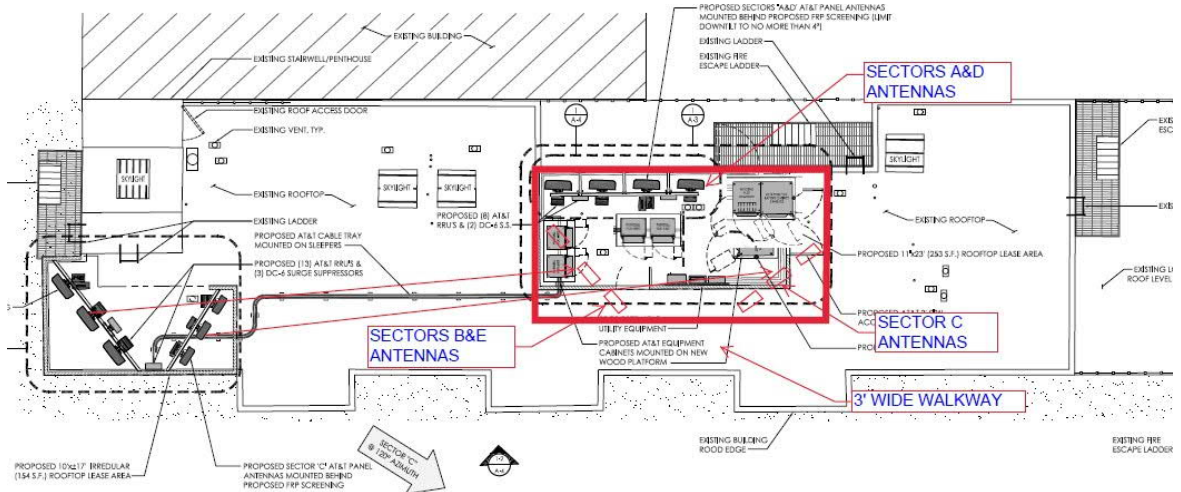 PROPOSED SECTORS "A&D" AT&T PANEL ANTENNAS
MOUNTED BEHIND PROPOSED FRP SCREENING (LIMIT
DOWNTILT TO NO MORE THAN 4°)
EXISTING BUILDING
EXISTING LADDER
EXISTING STAIRWELL/PENTHOUSE
EXISTING FIRE
ESCAPE LADDER
SECTORS A&D
ANTENNAS
EXISTING ROOF ACCESS DOOR
1
A-4
1
A-3
EXISTING VENT, TYP.
SKYLIGHT
SKYLIGHT
SKYLIGHT
SKYLIGHT
EXISTING ROOFTOP
EXISTING LADDER
PROPOSED (8) AT&T
RRU'S & (2) DC-6 S.S.
EXISTING ROOFTOP
PROPOSED AT&T CABLE TRAY
MOUNTED ON SLEEPERS
PROPOSED (13) AT&T RRU'S &
(3) DC-6 SURGE SUPPRESSORS
PROPOSED 11'x23' (253 S.F.) ROOFTOP LEASE AREA
ROOF LEVEL
SECTORS B&E
ANTENNAS
UTILITY EQUIPMENT
PROPOSED AT&T EQUIPMENT
CABINETS MOUNTED ON NEW
WOOD PLATFORM
SECTOR C
ANTENNAS
3' WIDE WALKWAY
PROPOSED 10'x±17' IRREGULAR
(154 S.F.) ROOFTOP LEASE AREA
PROPOSED SECTOR 'C' AT&T PANEL
ANTENNAS MOUNTED BEHIND
PROPOSED FRP SCREENING
SECTOR "C"
@ 120° AZIMUTH
EXISTING BUILDING
ROOD EDGE
EXISTING FIRE
ESCAPE LADDER